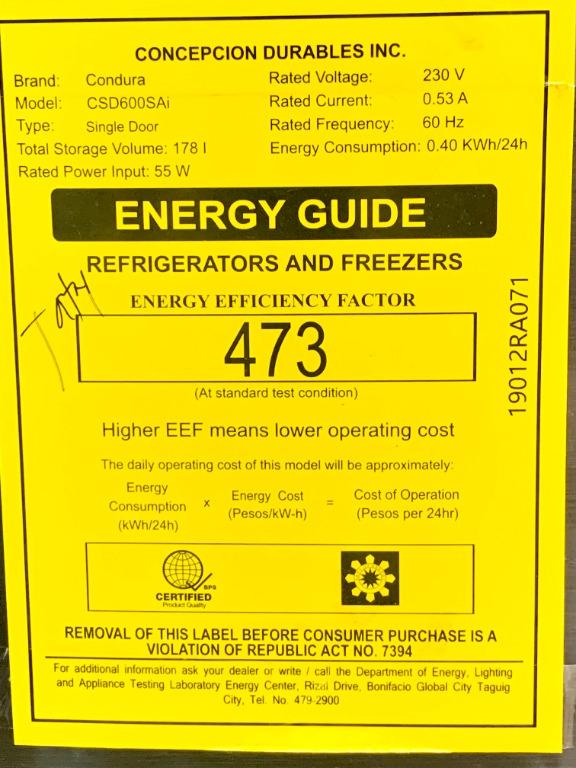 CONCEPCION DURABLES INC.
Brand: Condura
Rated Voltage: 230 V
Model: CSD600SAi
Rated Current: 0.53 A
Type: Single Door
Rated Frequency: 60 Hz
Total Storage Volume: 178 l
Energy Consumption: 0.40 KWh/24h
Rated Power Input: 55 W
ENERGY GUIDE
REFRIGERATORS AND FREEZERS
ENERGY EFFICIENCY FACTOR
473
(At standard test condition)
19012RA071
Higher EEF means lower operating cost
The daily operating cost of this model will be approximately:
Energy
Consumption
(kWh/24h)
x
Energy Cost
(Pesos/kW-h)
=
Cost of Operation
(Pesos per 24hr)
BPS
CERTIFIED
Product Quality
REMOVAL OF THIS LABEL BEFORE CONSUMER PURCHASE IS A
VIOLATION OF REPUBLIC ACT NO. 7394
For additional information ask your dealer or write / call the Department of Energy, Lighting
and Appliance Testing Laboratory Energy Center, Rizal Drive, Bonifacio Global City Taguig
City, Tel. No. 479-2900